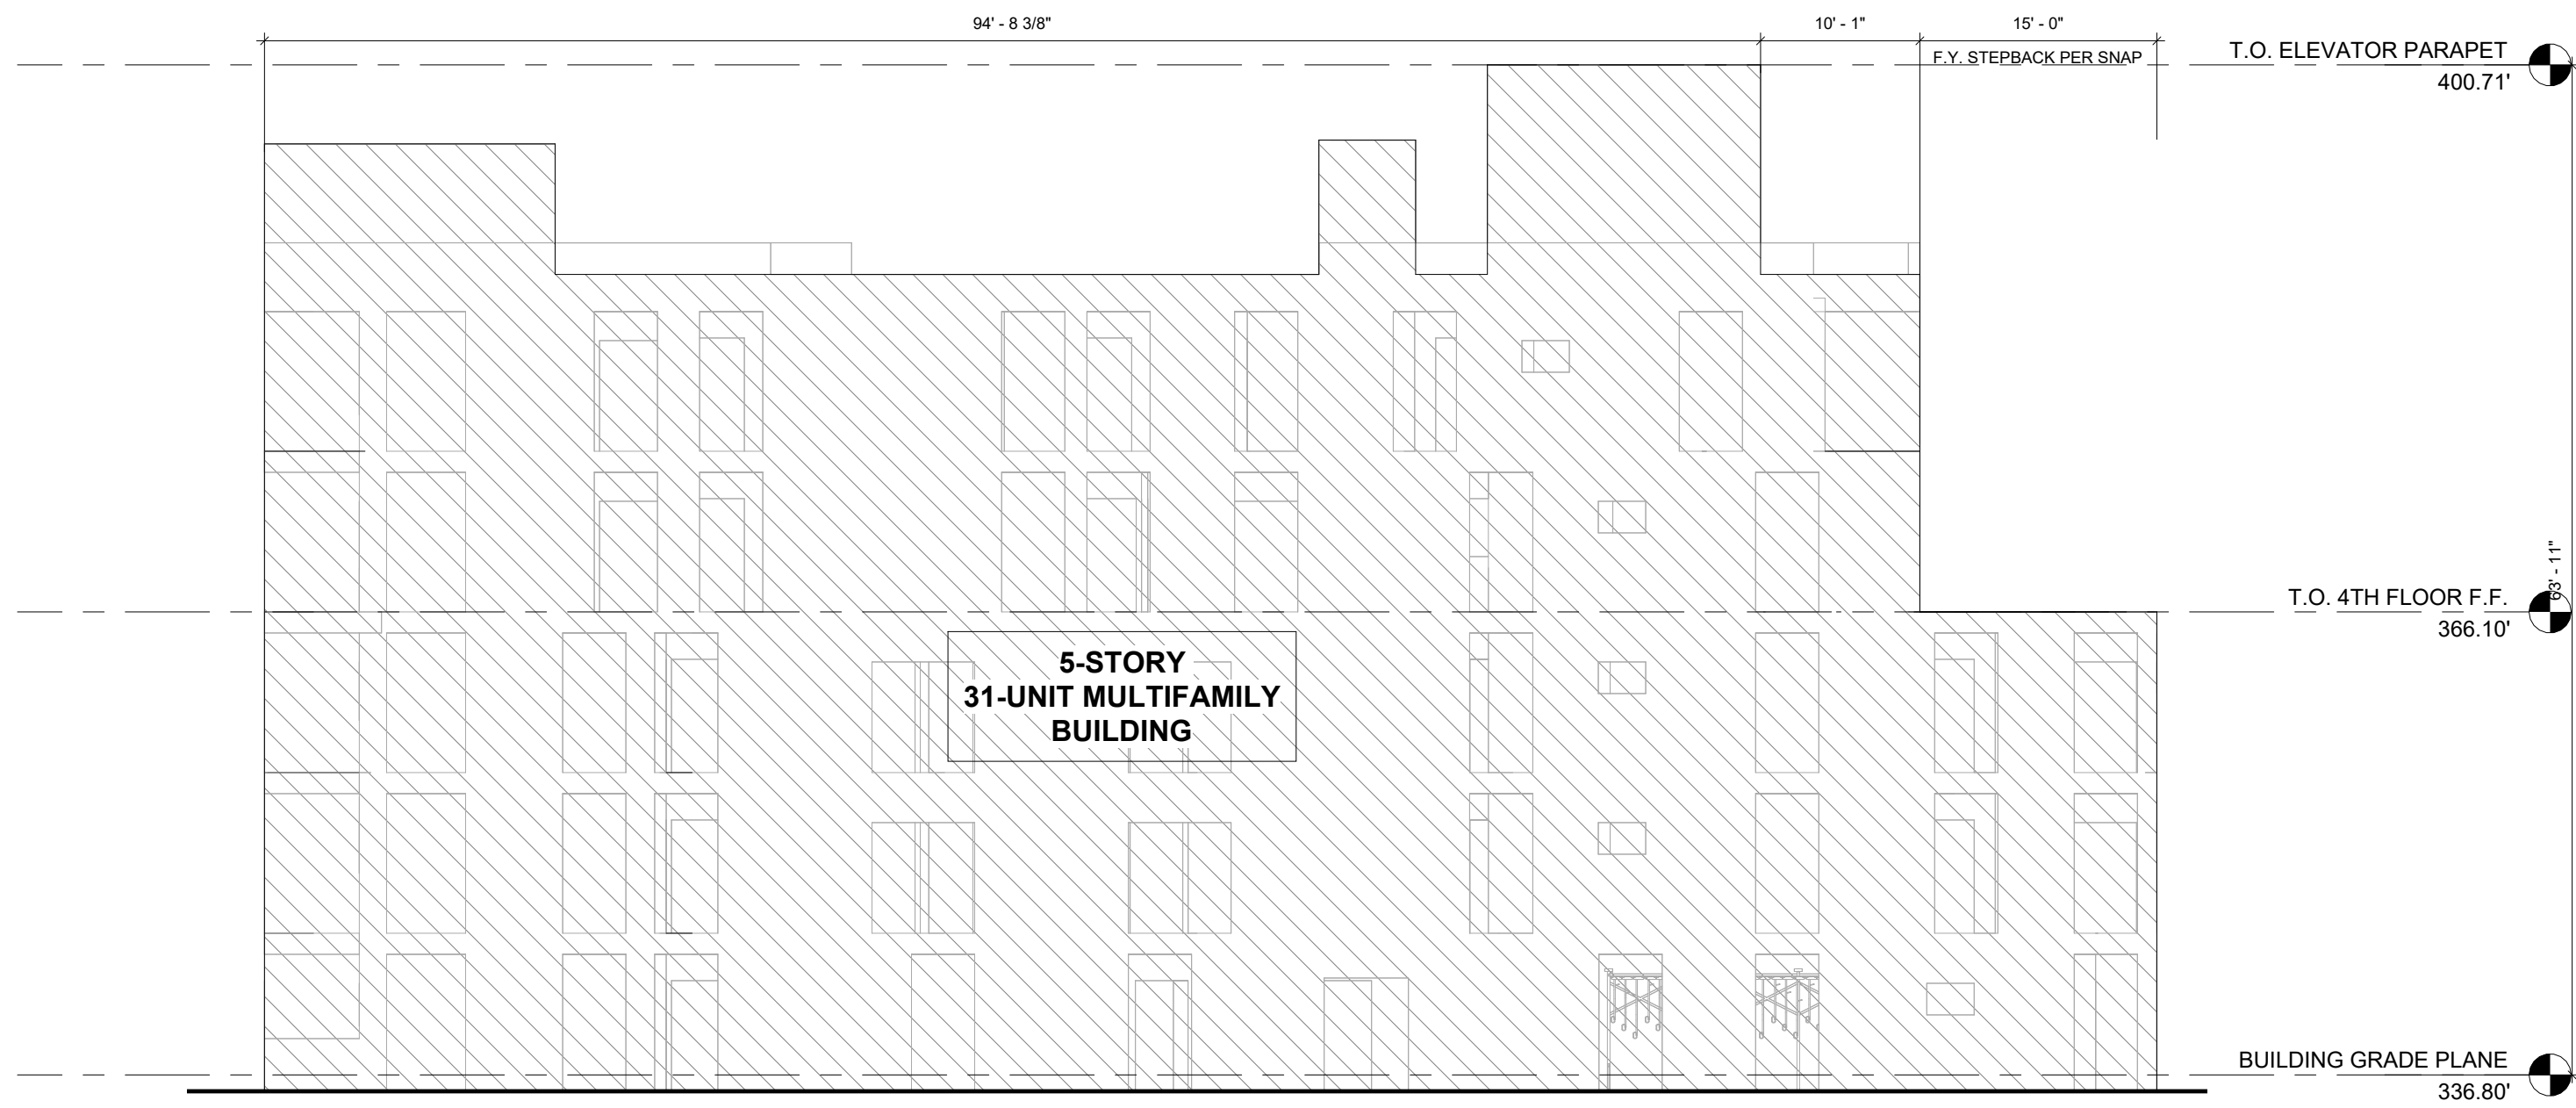 94' - 8 3/8"
10' - 1"
15' - 0"
F.Y. STEPBACK PER SNAP
T.O. ELEVATOR PARAPET
400.71'
63' - 11"
T.O. 4TH FLOOR F.F.
366.10'
5-STORY
31-UNIT MULTIFAMILY
BUILDING
BUILDING GRADE PLANE
336.80'